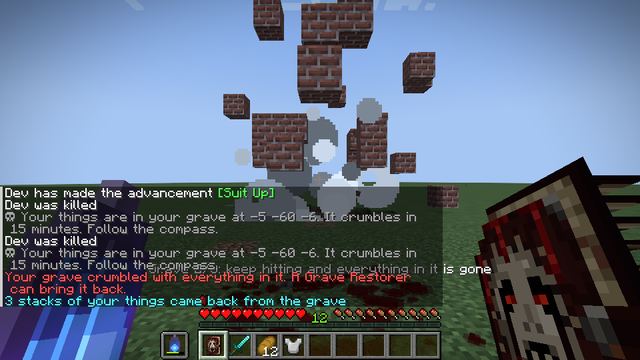 Dev has made the advancement [Suit Up]
Dev was killed
Your things are in your grave at -5 -60 -6. It crumbles in
15 minutes. Follow the compass.
Dev was killed
Your things are in your grave at -5 -60 -6. It crumbles in
15 minutes. Follow the compass.
keep hitting and everything in it is gone
Your grave crumbled with everything in it. A Grave Restorer
can bring it back.
3 stacks of your things came back from the grave
12
12